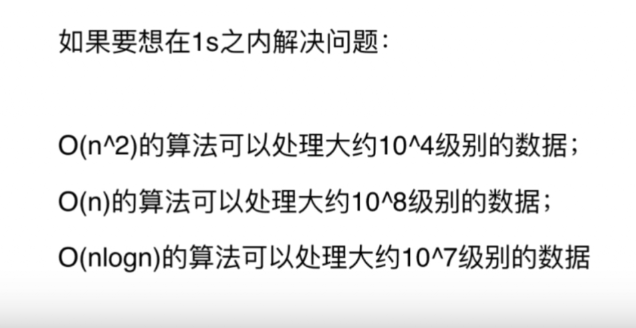 如果要想在1s之内解决问题：
O(n^2)的算法可以处理大约10^4级别的数据；
O(n)的算法可以处理大约10^8级别的数据；
O(nlogn)的算法可以处理大约10^7级别的数据